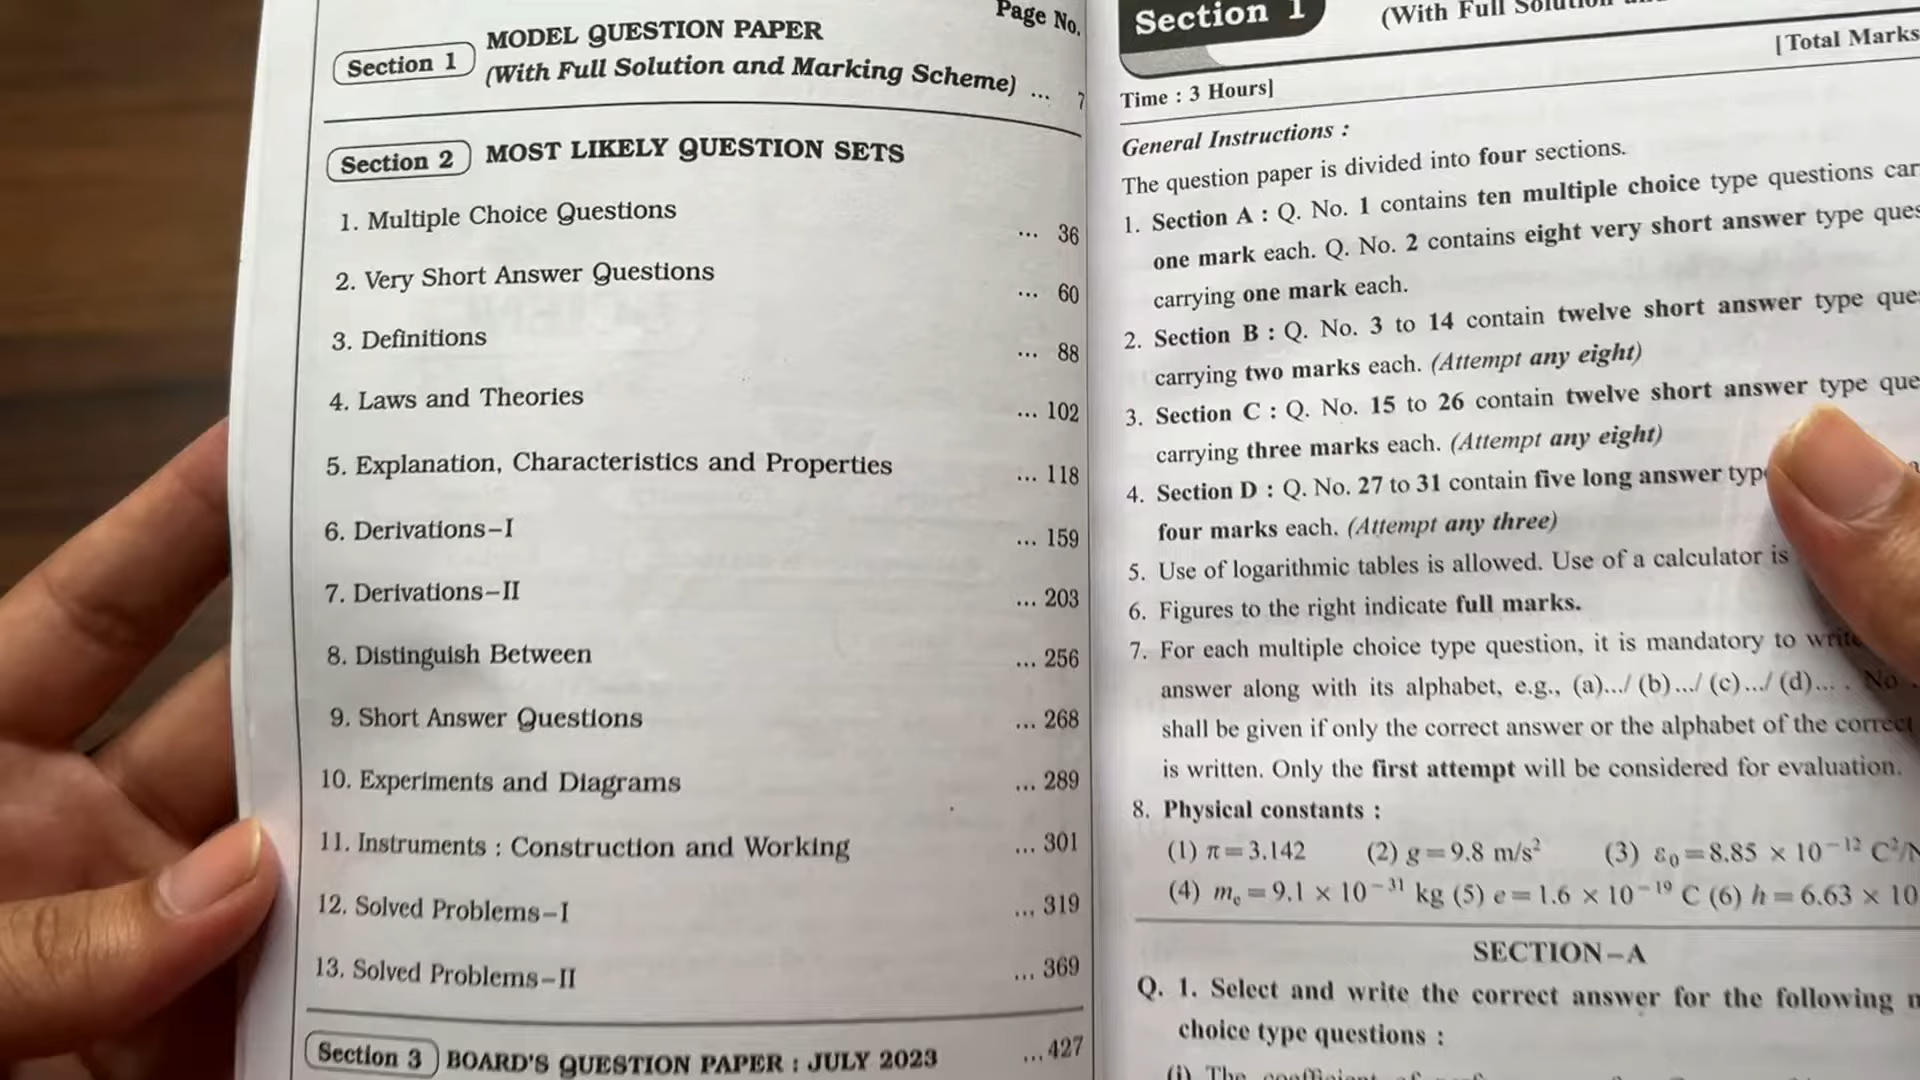 Page No.
Section 1 MODEL QUESTION PAPER
(With Full Solution and Marking Scheme) ... 7
Section 2 MOST LIKELY QUESTION SETS
1. Multiple Choice Questions ... 36
2. Very Short Answer Questions ... 60
3. Definitions ... 88
4. Laws and Theories ... 102
5. Explanation, Characteristics and Properties ... 118
6. Derivations–I ... 159
7. Derivations–II ... 203
8. Distinguish Between ... 256
9. Short Answer Questions ... 268
10. Experiments and Diagrams ... 289
11. Instruments : Construction and Working ... 301
12. Solved Problems–I ... 319
13. Solved Problems–II ... 369
Section 3 BOARD'S QUESTION PAPER : JULY 2023 ... 427
Section 1 (With Full Solution
[Total Marks
Time : 3 Hours]
General Instructions :
The question paper is divided into four sections.
1. Section A : Q. No. 1 contains ten multiple choice type questions
one mark each. Q. No. 2 contains eight very short answer type
carrying one mark each.
2. Section B : Q. No. 3 to 14 contain twelve short answer type
carrying two marks each. (Attempt any eight)
3. Section C : Q. No. 15 to 26 contain twelve short answer type
carrying three marks each. (Attempt any eight)
4. Section D : Q. No. 27 to 31 contain five long answer
four marks each. (Attempt any three)
5. Use of logarithmic tables is allowed. Use of a calculator is
6. Figures to the right indicate full marks.
7. For each multiple choice type question, it is mandatory to write
answer along with its alphabet, e.g., (a).../ (b).../ (c).../ (d)... . No
shall be given if only the correct answer or the alphabet of the correct
is written. Only the first attempt will be considered for evaluation.
8. Physical constants :
(1) π = 3.142 (2) g = 9.8 m/s² (3) ε₀ = 8.85 × 10⁻¹² C²/N
(4) mₑ = 9.1 × 10⁻³¹ kg (5) e = 1.6 × 10⁻¹⁹ C (6) h = 6.63 × 10
SECTION–A
Q. 1. Select and write the correct answer for the following
choice type questions :
(i) The coefficient of